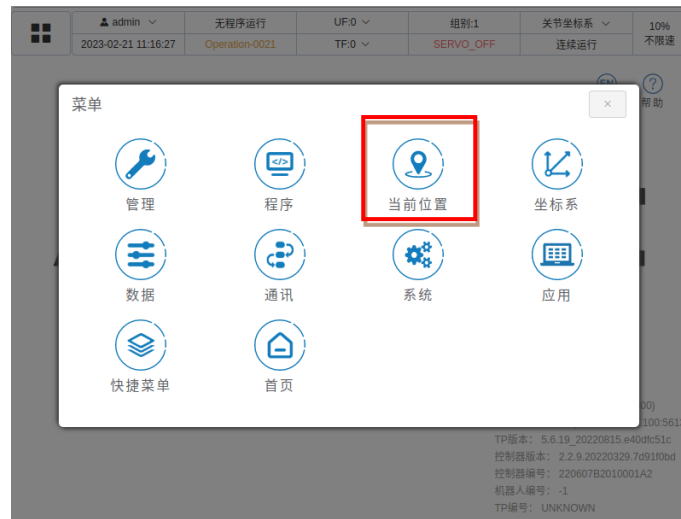 admin
无程序运行
UF:0
组别:1
关节坐标系
10%
2023-02-21 11:16:27
Operation-0021
TF:0
SERVO_OFF
连续运行
不限速
EN
?
帮助
菜单
×
管理
程序
当前位置
坐标系
数据
通讯
系统
应用
快捷菜单
首页
00)
100:561
TP版本: 5.6.19_20220815.e40dfc51c
控制器版本: 2.2.9.20220329.7d91f0bd
控制器编号: 220607B2010001A2
机器人编号: -1
TP编号: UNKNOWN